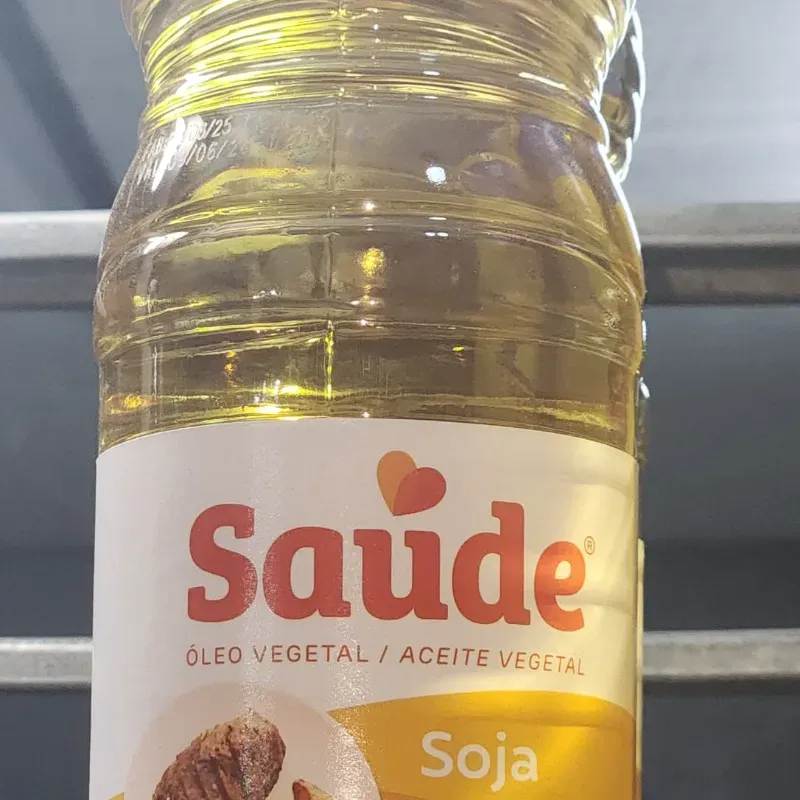 Saúde®
ÓLEO VEGETAL / ACEITE VEGETAL
Soja